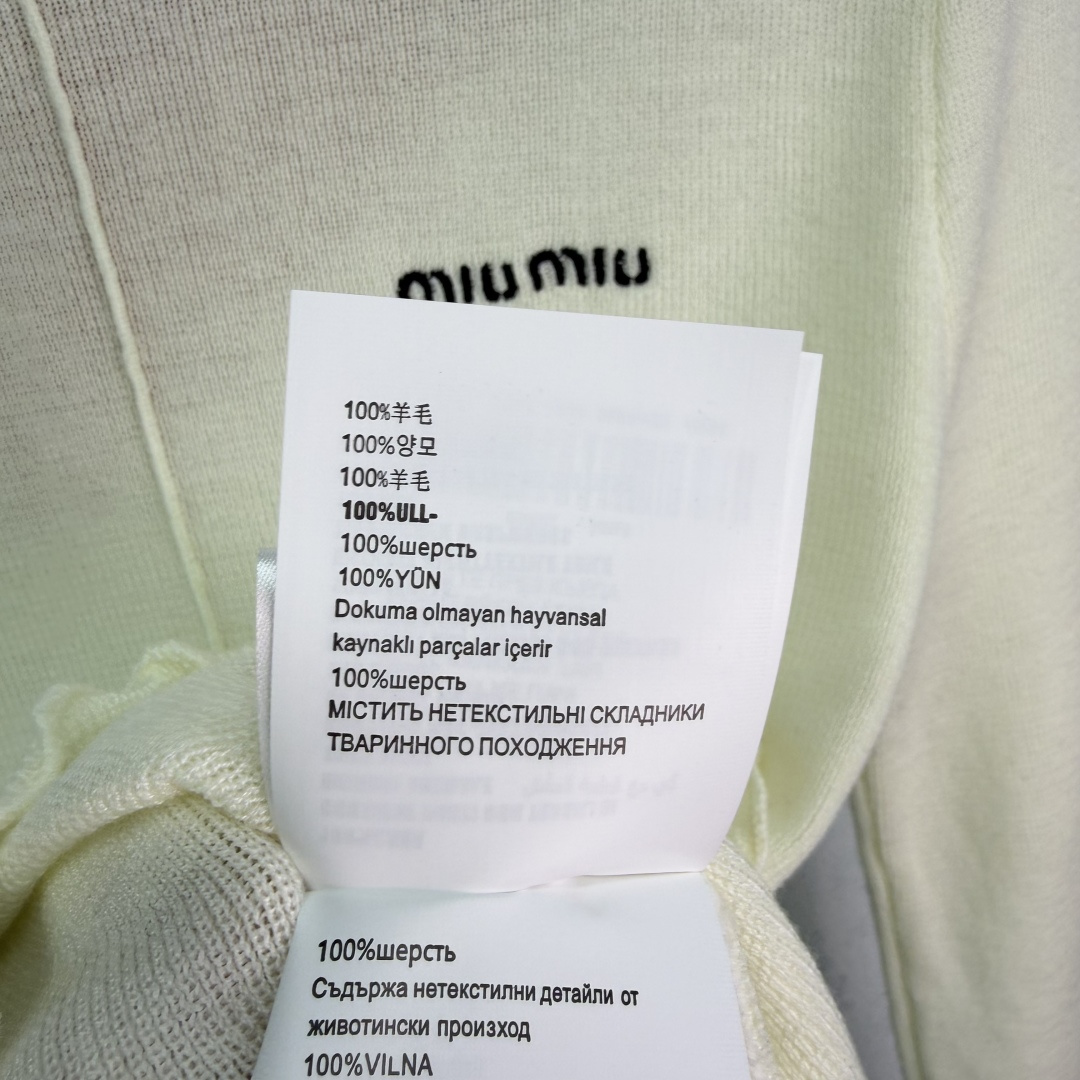 miu miu
100%羊毛
100%양모
100%羊毛
100%ULL-
100%шерсть
100%YÜN
Dokuma olmayan hayvansal
kaynaklı parçalar içerir
100%шерсть
МІСТИТЬ НЕТЕКСТИЛЬНІ СКЛАДНИКИ
ТВАРИННОГО ПОХОДЖЕННЯ
100%шерсть
Съдържа нетекстилни детайли от
животински произход
100%VILNA